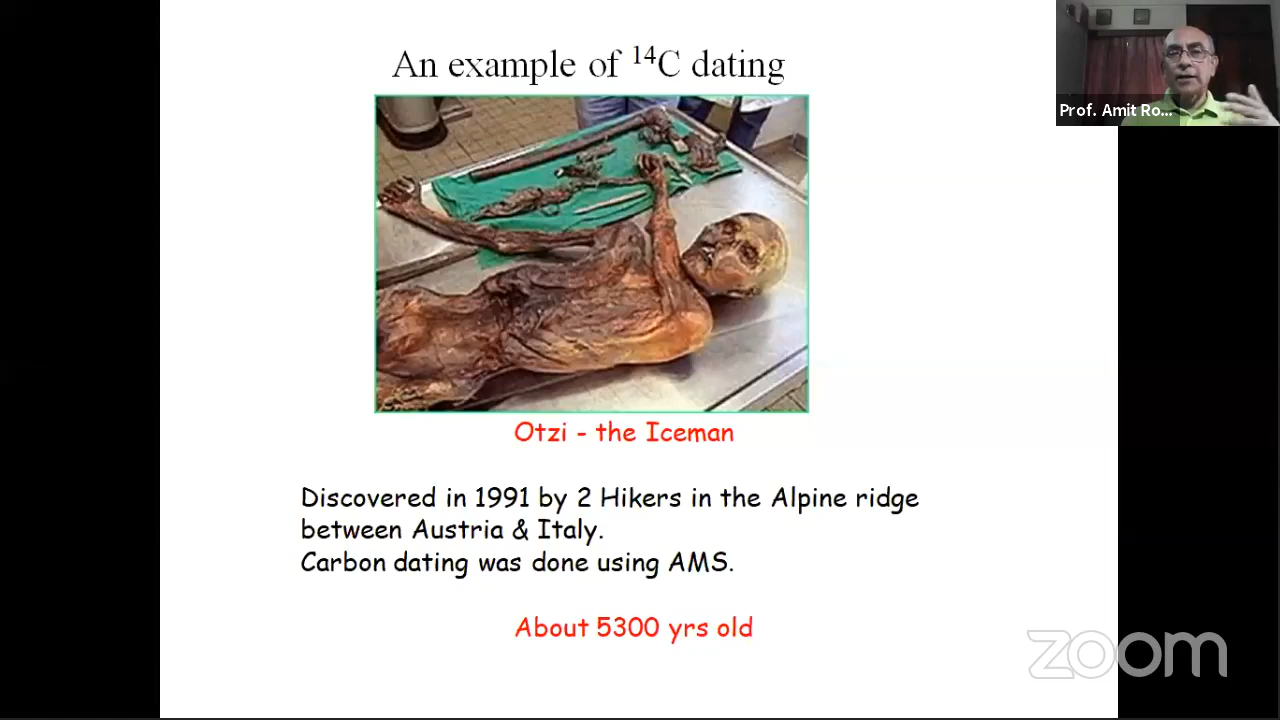 An example of ¹⁴C dating
Prof. Amit Ro...
Otzi - the Iceman
Discovered in 1991 by 2 Hikers in the Alpine ridge
between Austria & Italy.
Carbon dating was done using AMS.
About 5300 yrs old
zoom